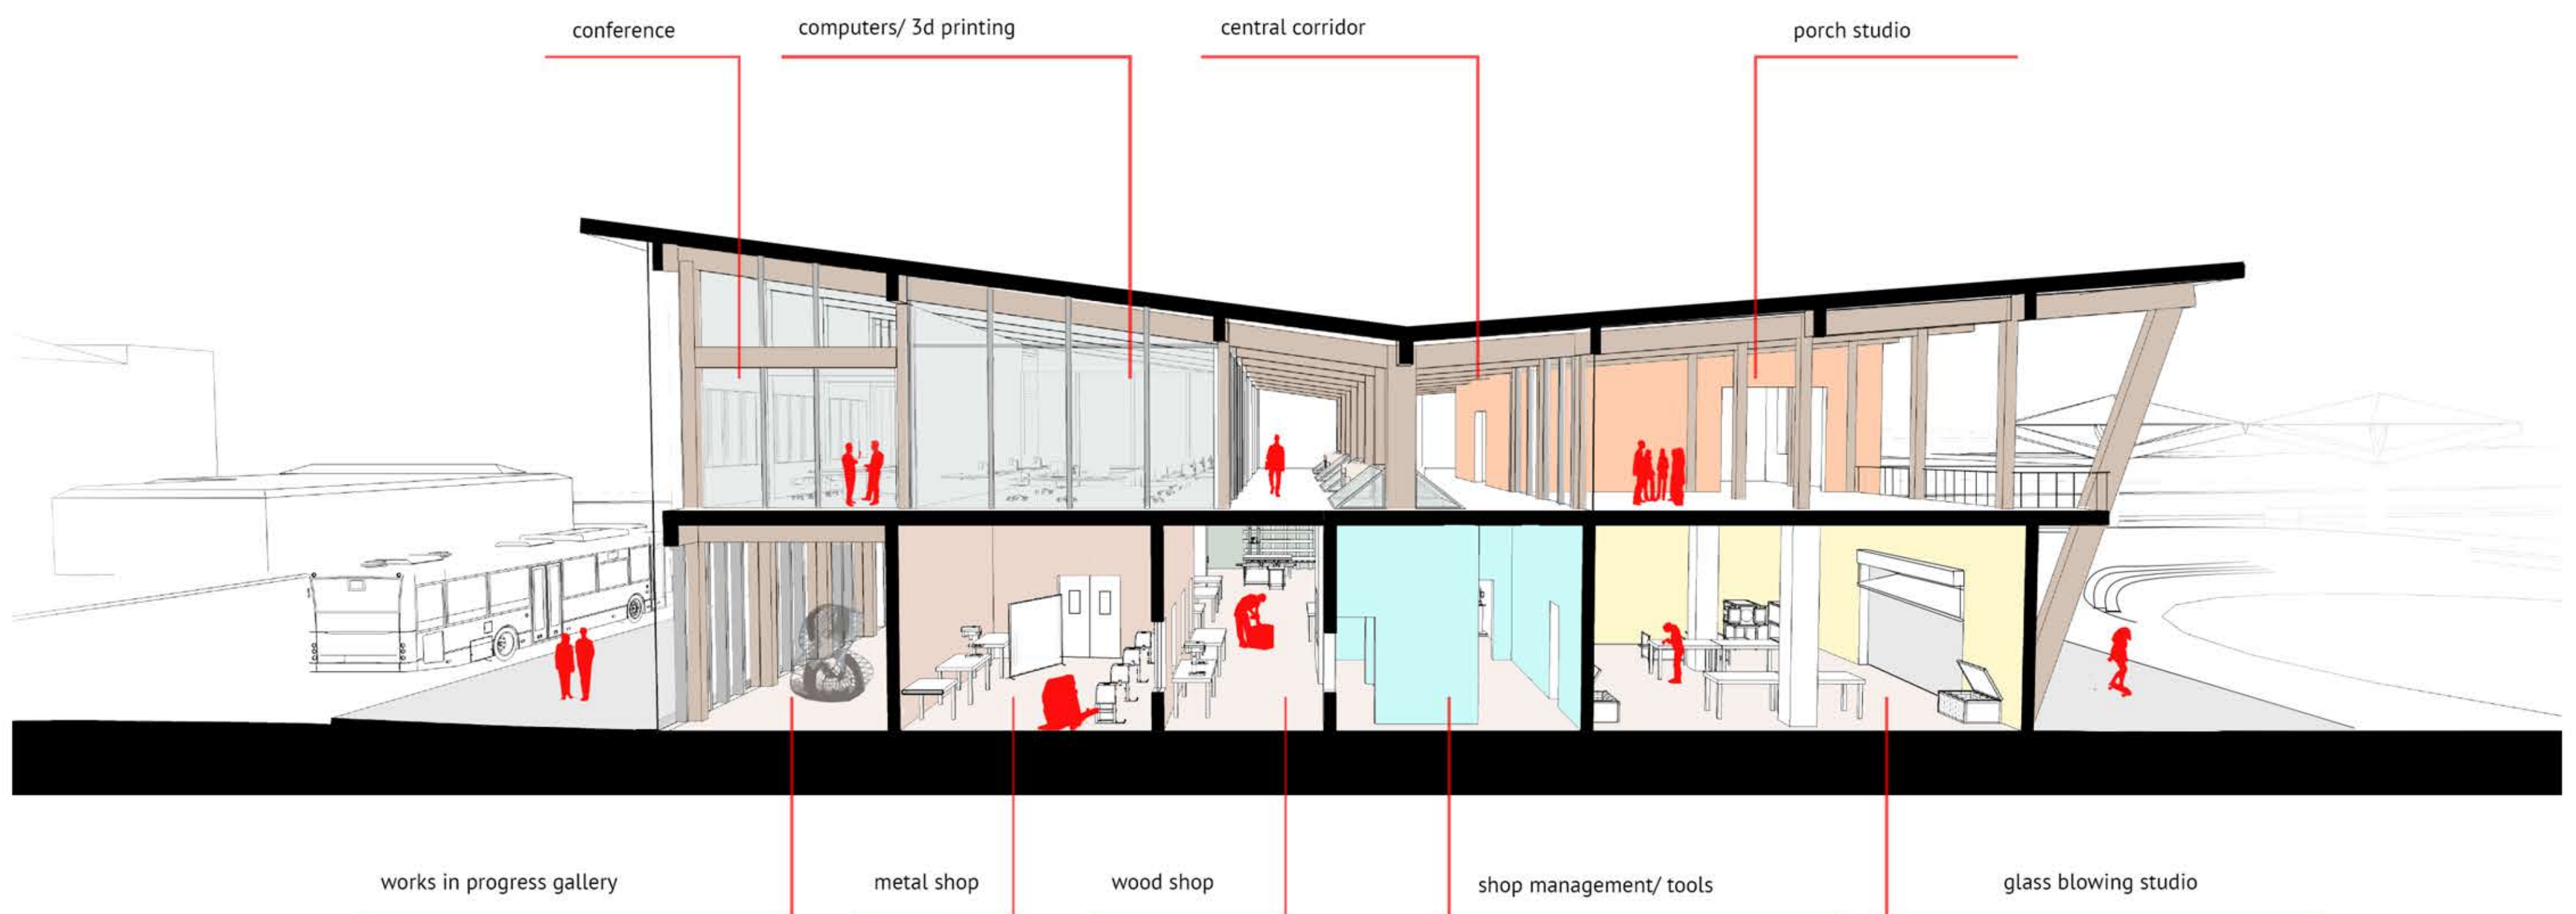 conference
computers/ 3d printing
central corridor
porch studio
works in progress gallery
metal shop
wood shop
shop management/ tools
glass blowing studio